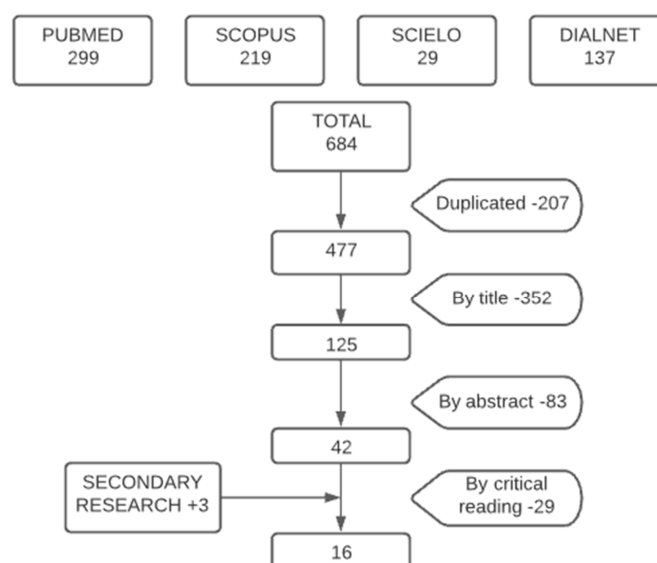 PUBMED
299
SCOPUS
219
SCIELO
29
DIALNET
137
TOTAL
684
Duplicated -207
477
By title -352
125
By abstract -83
42
SECONDARY
RESEARCH +3
By critical
reading -29
16